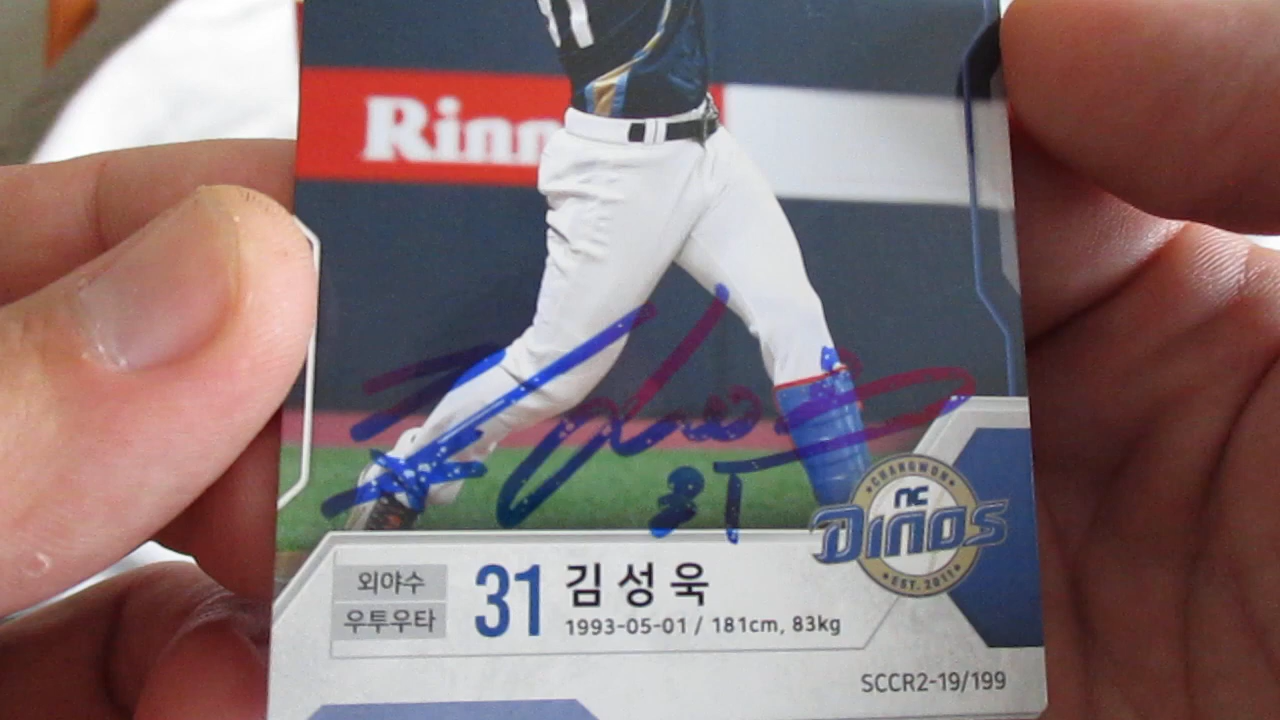 Rinn
외야수
우투우타
31
김성욱
1993-05-01 / 181cm, 83kg
CHANGWON
NC
DINOS
EST. 2011
SCCR2-19/199